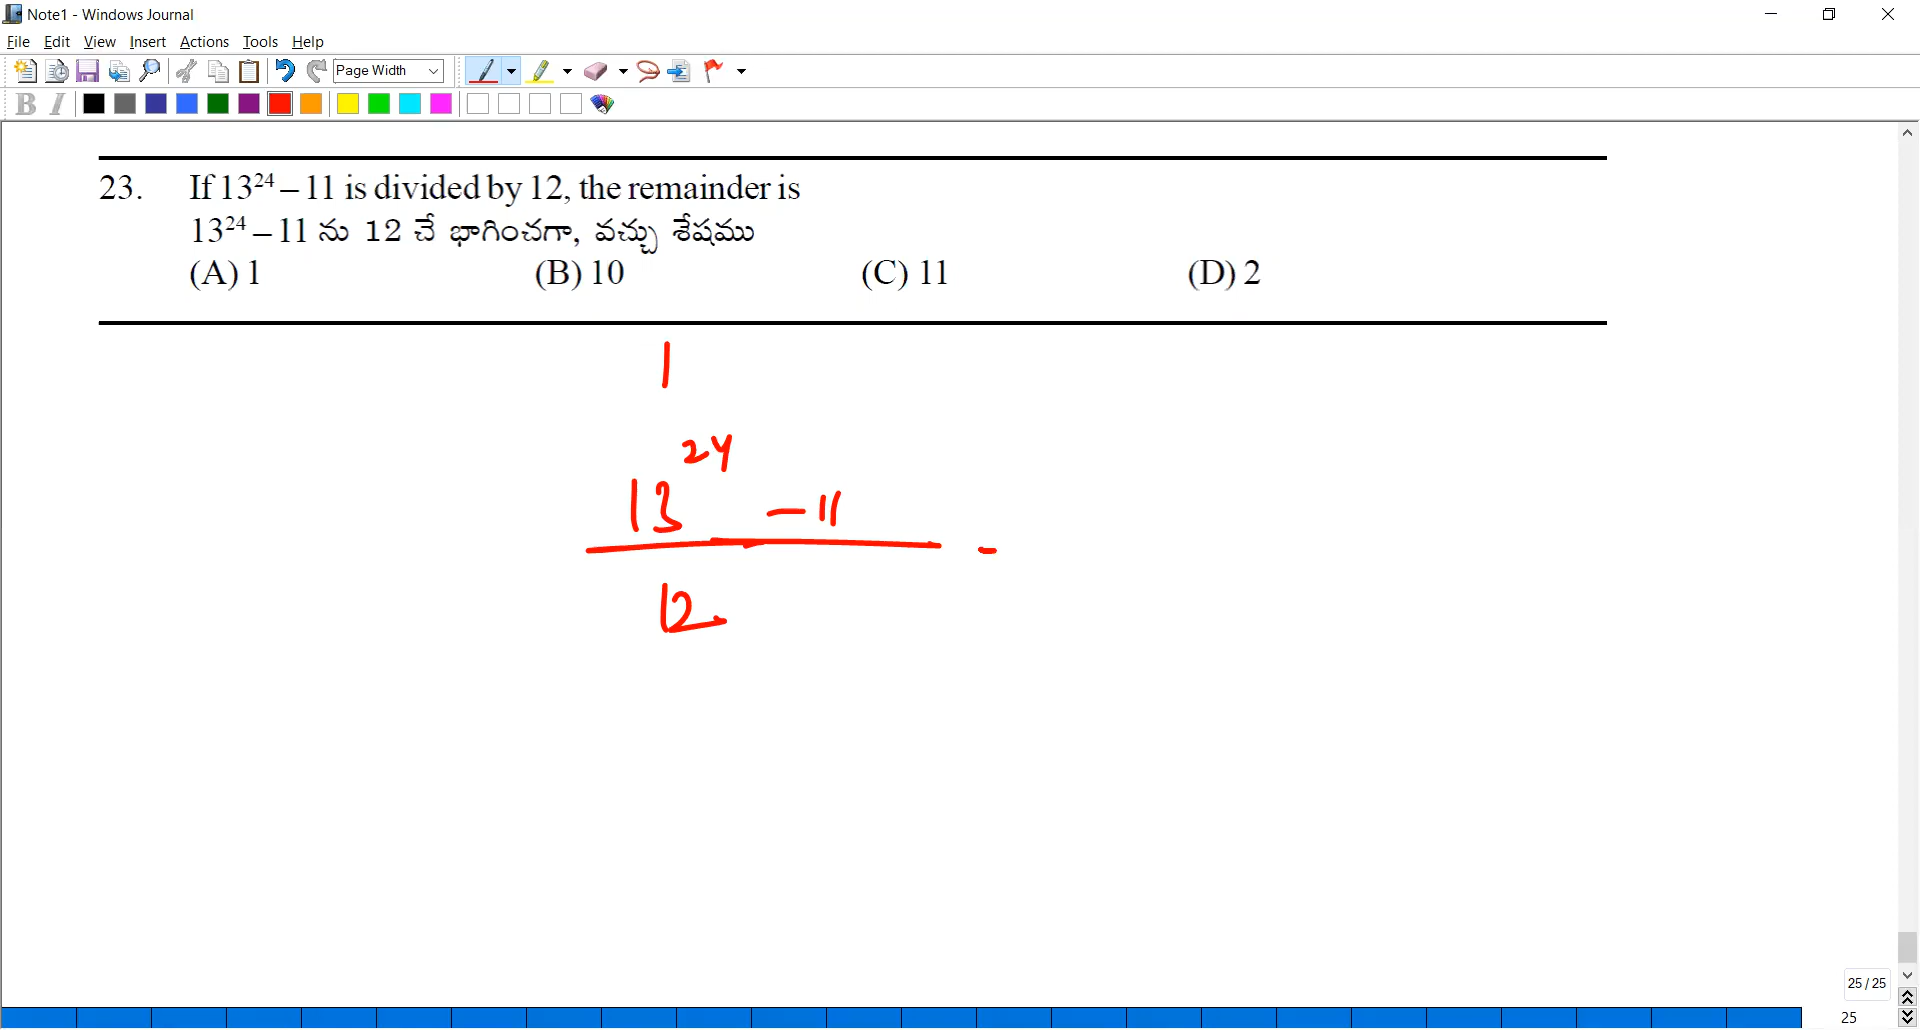 Note1 - Windows Journal
File Edit View Insert Actions Tools Help
Page Width
B I
23. If 13²⁴ – 11 is divided by 12, the remainder is
13²⁴ – 11 ను 12 చే భాగించగా, వచ్చు శేషము
(A) 1 (B) 10 (C) 11 (D) 2
1
24
13 – 11
-
12
25 / 25
25